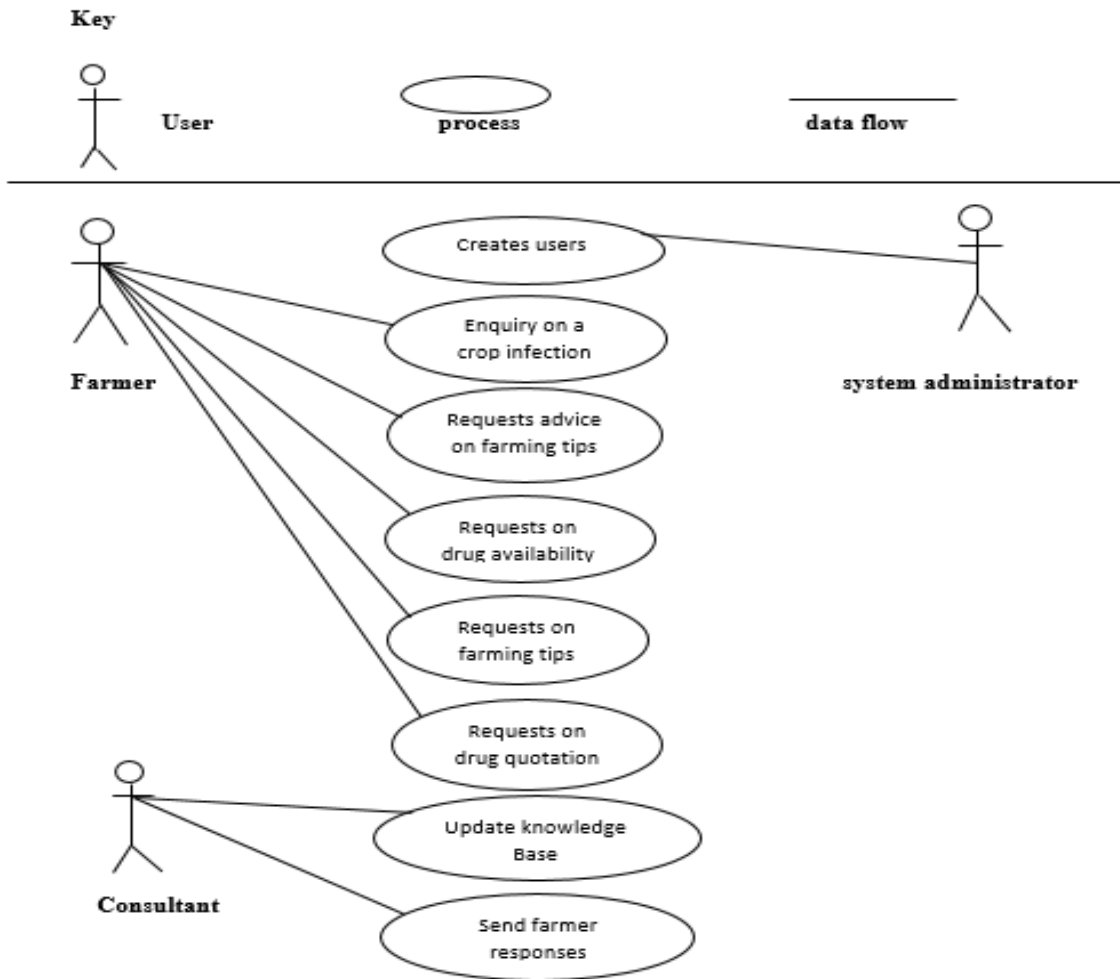 Key
User
process
data flow
Creates users
Enquiry on a
crop infection
Farmer
system administrator
Requests advice
on farming tips
Requests on
drug availability
Requests on
farming tips
Requests on
drug quotation
Update knowledge
Base
Consultant
Send farmer
responses